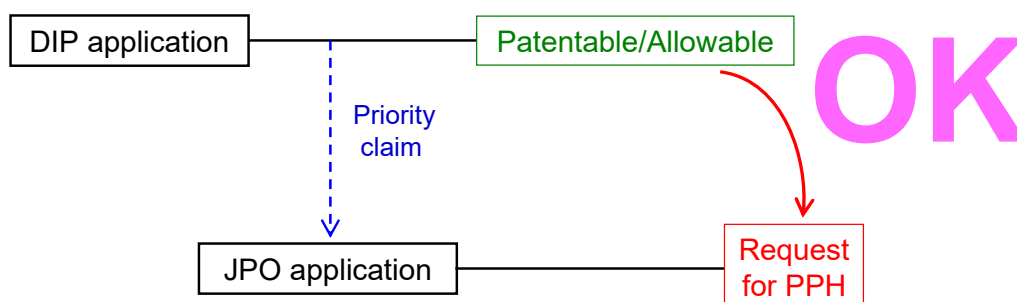 DIP application
Patentable/Allowable
OK
Priority
claim
JPO application
Request
for PPH